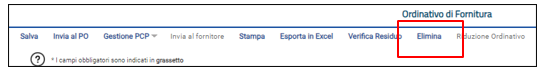 Ordinativo di Fornitura
Salva Invia al PO Gestione PCP Invia al fornitore Stampa Esporta in Excel Verifica Residuo Elimina Riduzione Ordinativo
? * I campi obbligatori sono indicati in grassetto